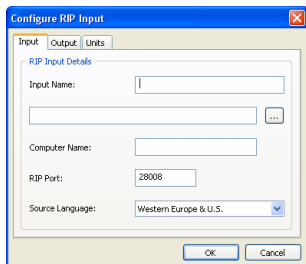 Configure RIP Input
Input Output Units
RIP Input Details
Input Name:
...
Computer Name:
RIP Port: 28008
Source Language: Western Europe & U.S.
OK Cancel